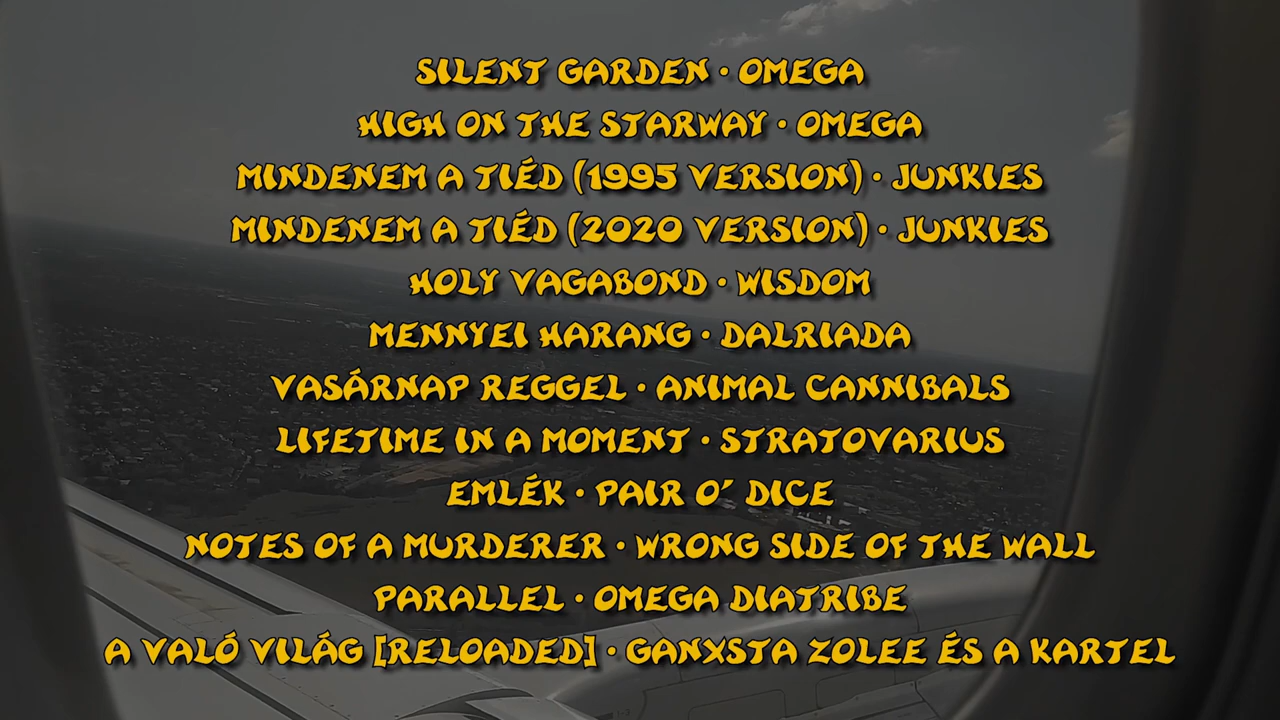 SILENT GARDEN • OMEGA
HIGH ON THE STARWAY • OMEGA
MINDENEM A TIÉD (1995 VERSION) • JUNKIES
MINDENEM A TIÉD (2020 VERSION) • JUNKIES
HOLY VAGABOND • WISDOM
MENNYEI HARANG • DALRIADA
VASÁRNAP REGGEL • ANIMAL CANNIBALS
LIFETIME IN A MOMENT • STRATOVARIUS
EMLÉK • PAIR O' DICE
NOTES OF A MURDERER • WRONG SIDE OF THE WALL
PARALLEL • OMEGA DIATRIBE
A VALÓ VILÁG [RELOADED] • GANXSTA ZOLEE ÉS A KARTEL